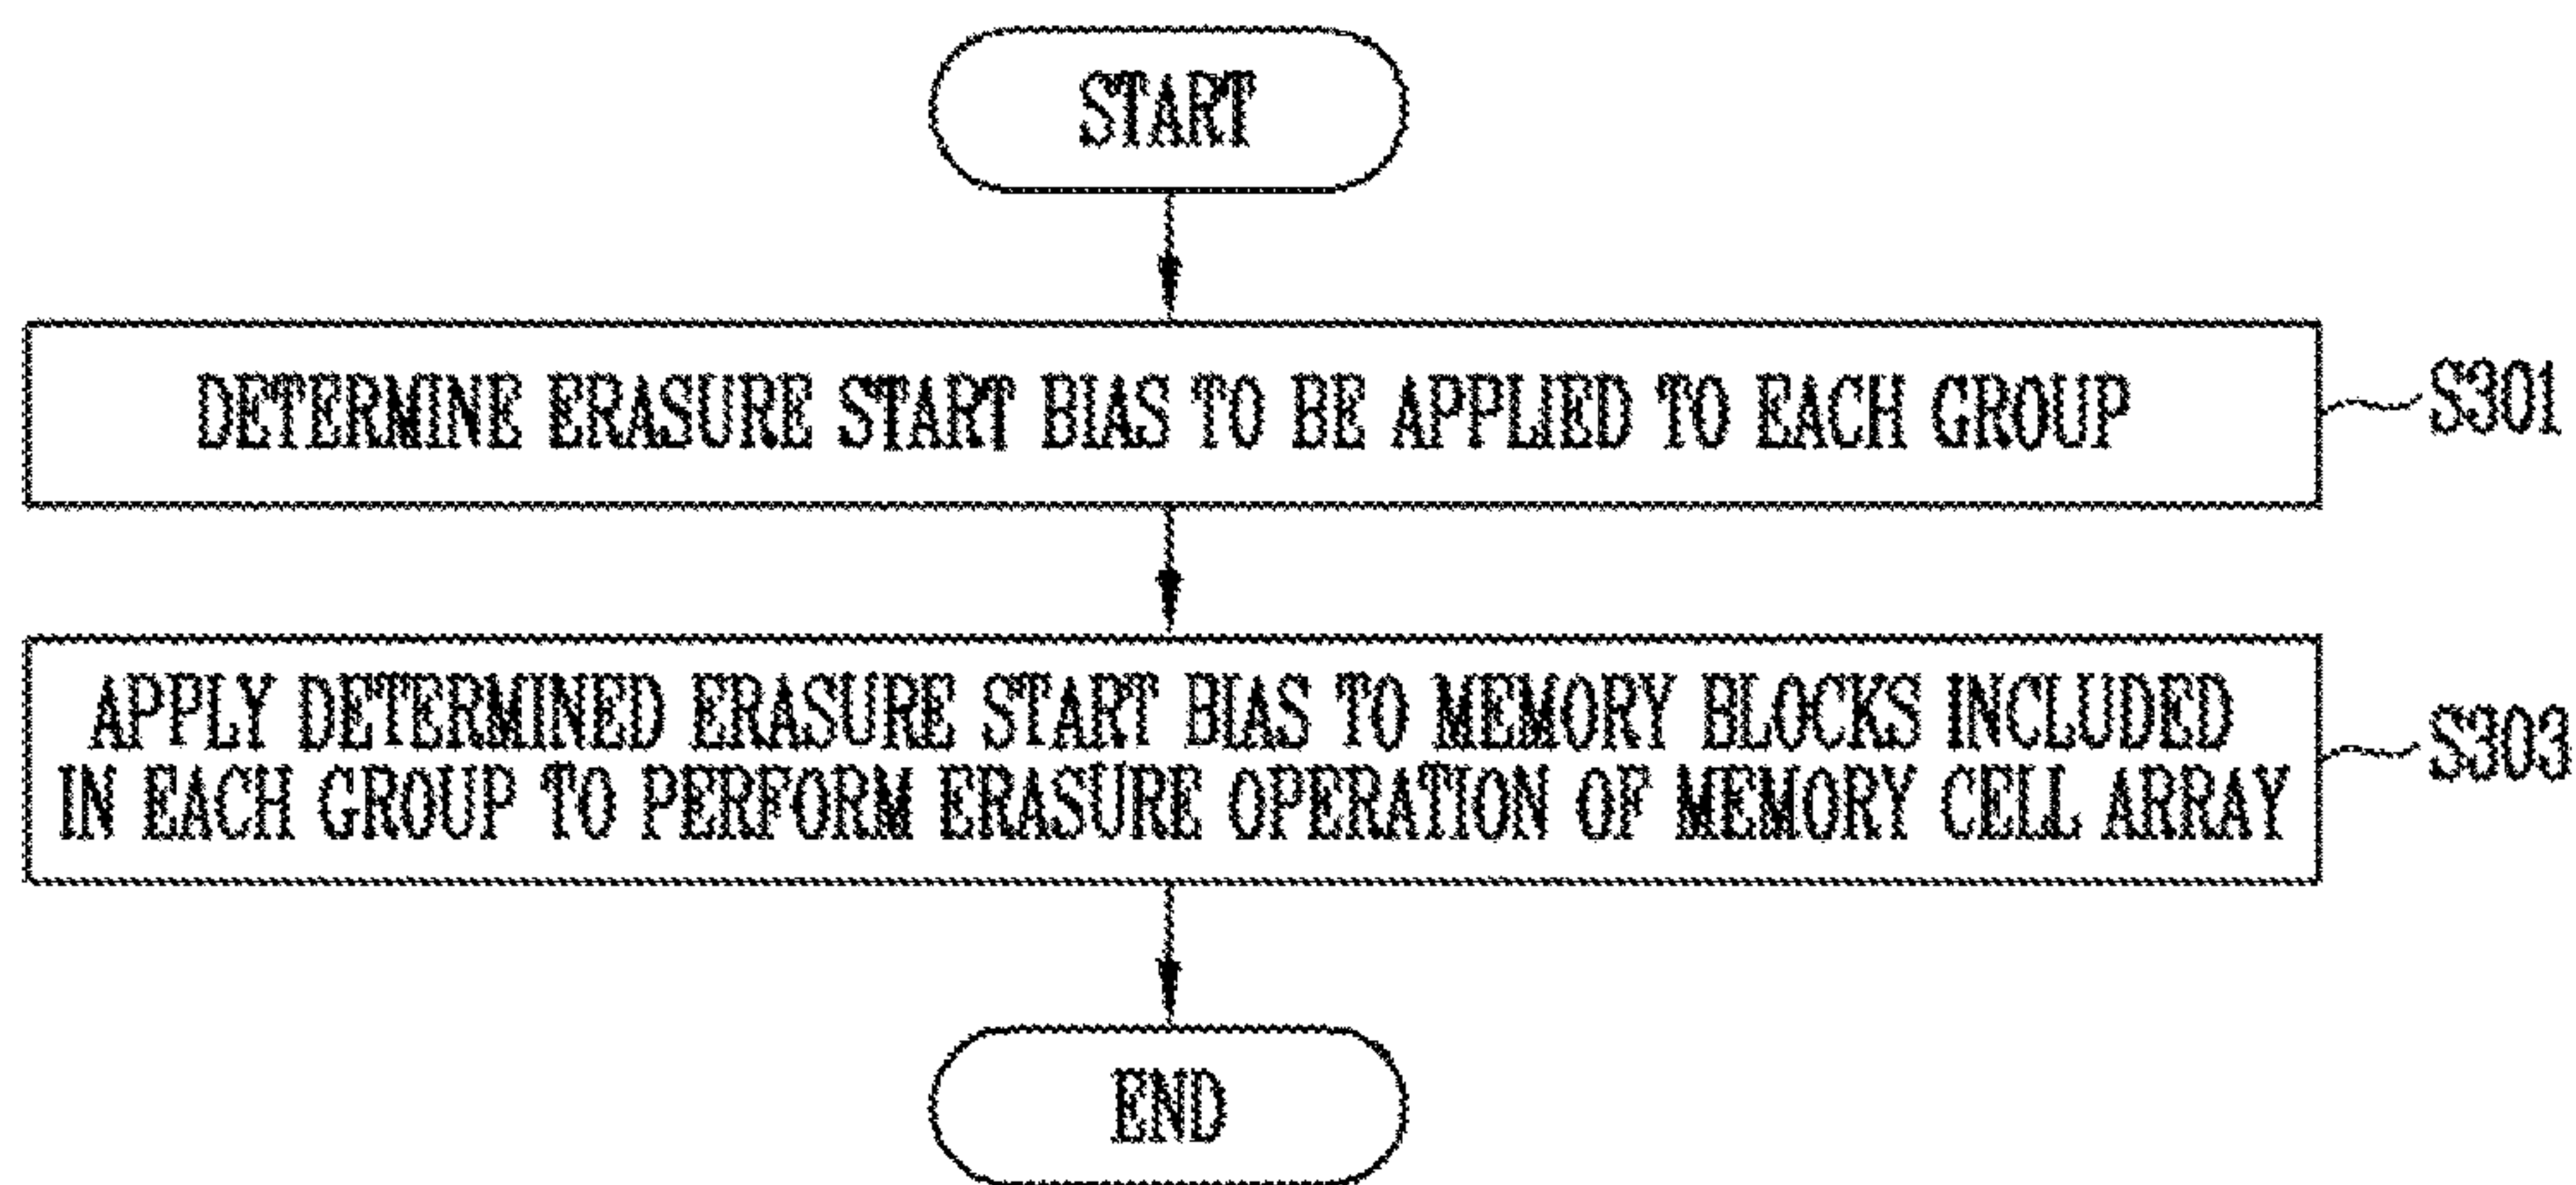 START
DETERMINE ERASURE START BIAS TO BE APPLIED TO EACH GROUP
S301
APPLY DETERMINED ERASURE START BIAS TO MEMORY BLOCKS INCLUDED
IN EACH GROUP TO PERFORM ERASURE OPERATION OF MEMORY CELL ARRAY
S303
END